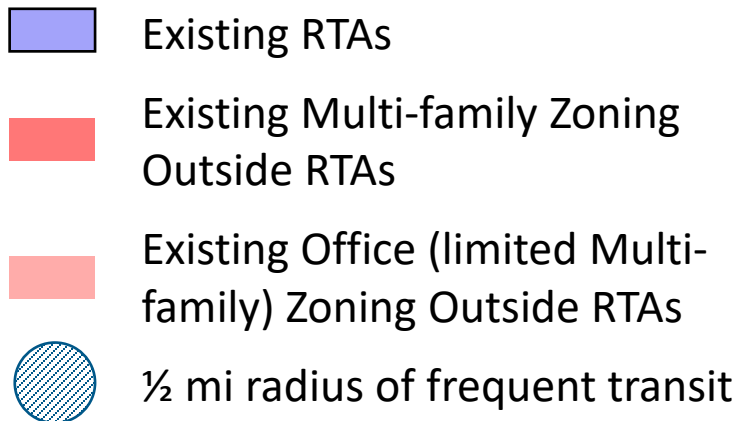 Existing RTAs
Existing Multi-family Zoning
Outside RTAs
Existing Office (limited Multi-
family) Zoning Outside RTAs
½ mi radius of frequent transit